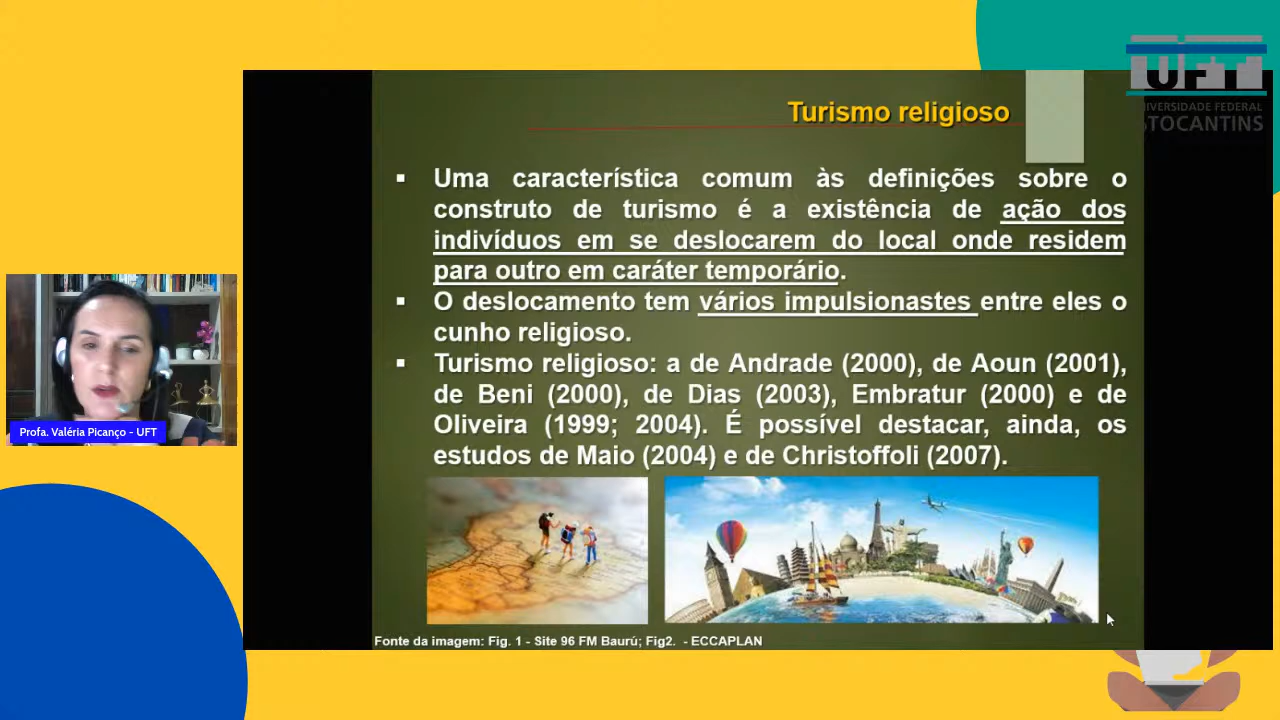 UFT
UNIVERSIDADE FEDERAL
TOCANTINS
Turismo religioso
▪ Uma característica comum às definições sobre o
construto de turismo é a existência de ação dos
indivíduos em se deslocarem do local onde residem
para outro em caráter temporário.
▪ O deslocamento tem vários impulsionastes entre eles o
cunho religioso.
▪ Turismo religioso: a de Andrade (2000), de Aoun (2001),
de Beni (2000), de Dias (2003), Embratur (2000) e de
Oliveira (1999; 2004). É possível destacar, ainda, os
estudos de Maio (2004) e de Christoffoli (2007).
Fonte da imagem: Fig. 1 - Site 96 FM Baurú; Fig2. - ECCAPLAN
Profa. Valéria Picanço - UFT